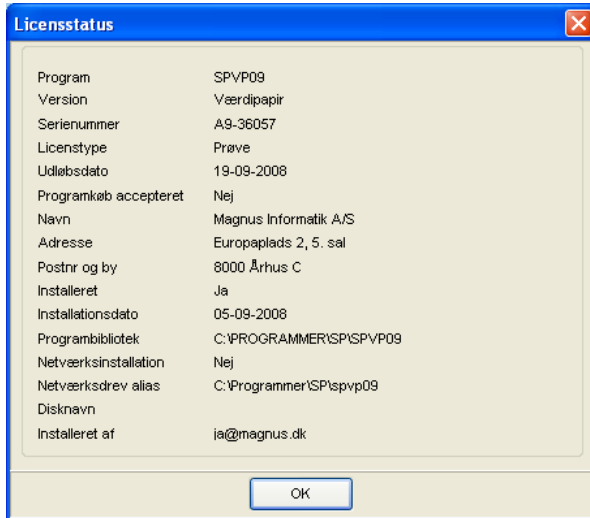 Licensstatus
Program SPVP09
Version Værdipapir
Serienummer A9-36057
Licenstype Prøve
Udløbsdato 19-09-2008
Programkøb accepteret Nej
Navn Magnus Informatik A/S
Adresse Europaplads 2, 5. sal
Postnr og by 8000 Århus C
Installeret Ja
Installationsdato 05-09-2008
Programbibliotek C:\PROGRAMMER\SP\SPVP09
Netværksinstallation Nej
Netværksdrev alias C:\Programmer\SP\spvp09
Disknavn
Installeret af ja@magnus.dk
OK